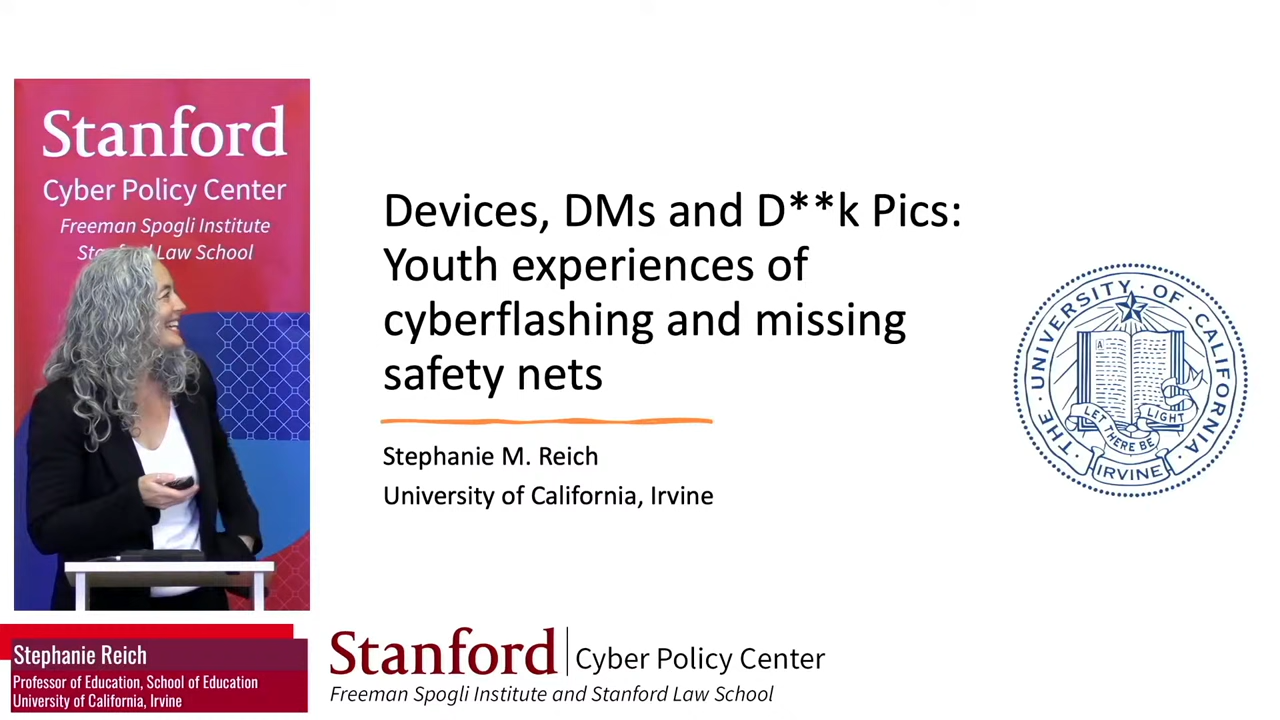 Stanford
Cyber Policy Center
Freeman Spogli Institute
Stanford Law School
Devices, DMs and D**k Pics:
Youth experiences of
cyberflashing and missing
safety nets
Stephanie M. Reich
University of California, Irvine
THE · UNIVERSITY · OF · CALIFORNIA ·
A
LET THERE BE LIGHT
IRVINE
Stephanie Reich
Professor of Education, School of Education
University of California, Irvine
Stanford | Cyber Policy Center
Freeman Spogli Institute and Stanford Law School